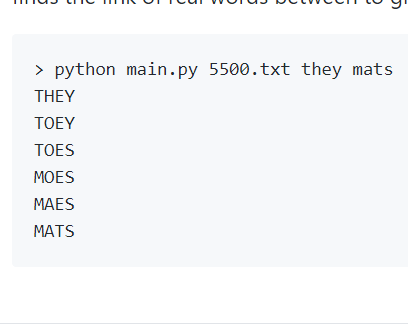 finds the link of real words between to
> python main.py 5500.txt they mats
THEY
TOEY
TOES
MOES
MAES
MATS